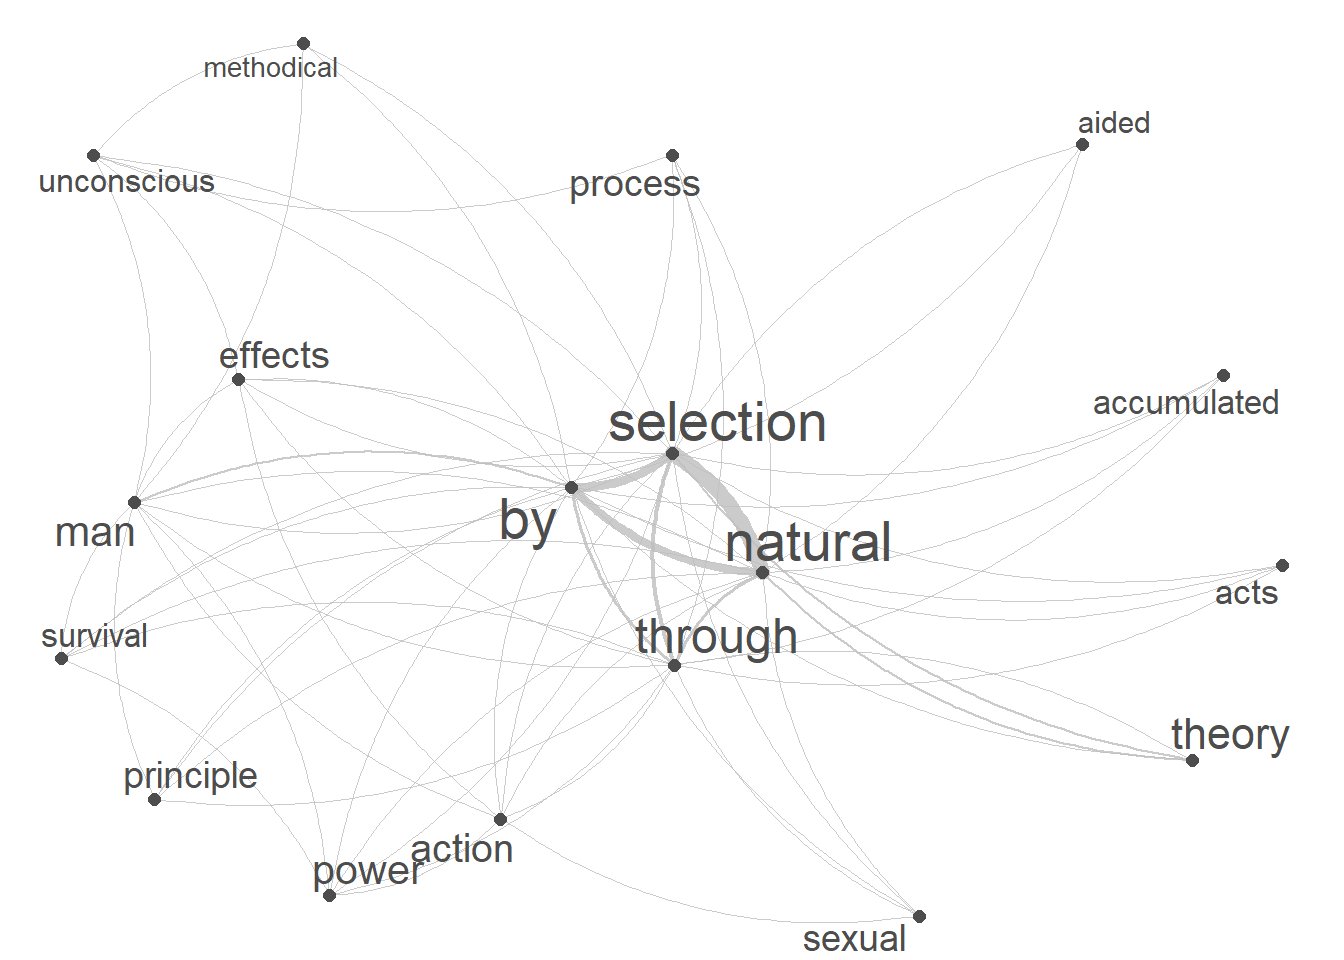 methodical
aided
unconscious
process
effects
accumulated
selection
by
man
natural
acts
survival
through
theory
principle
action
power
sexual